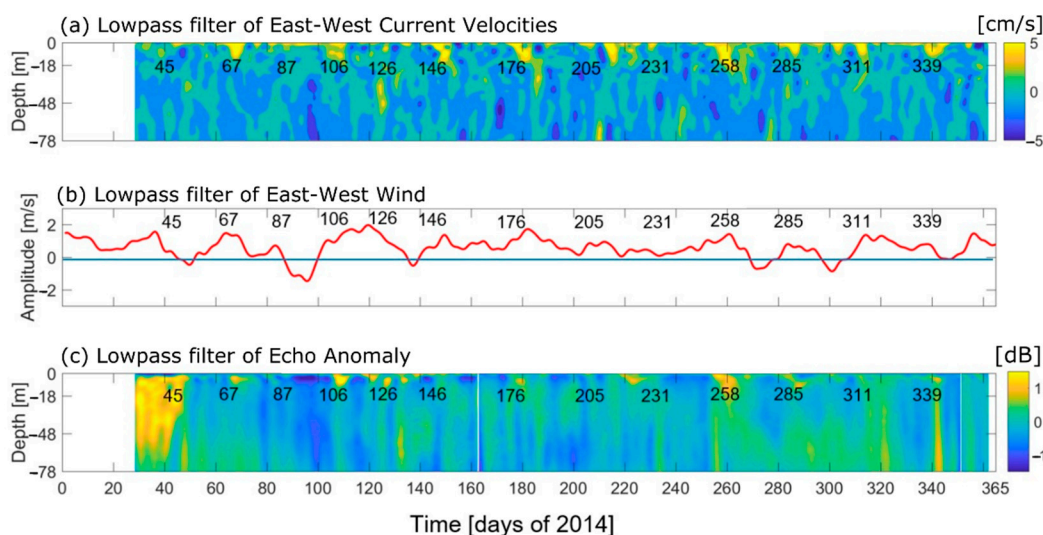 (a) Lowpass filter of East-West Current Velocities [cm/s]
0 5
−18 45 67 87 106 126 146 176 205 231 258 285 311 339
Depth [m] −48 0
−78 −5
(b) Lowpass filter of East-West Wind
Amplitude [m/s] 2 45 67 87 106 126 146 176 205 231 258 285 311 339
0
−2
(c) Lowpass filter of Echo Anomaly [dB]
0 1
−18 45 67 87 106 126 146 176 205 231 258 285 311 339
Depth [m] −48 0
−78
0 20 40 60 80 100 120 140 160 180 200 220 240 260 280 300 320 340 365
Time [days of 2014]